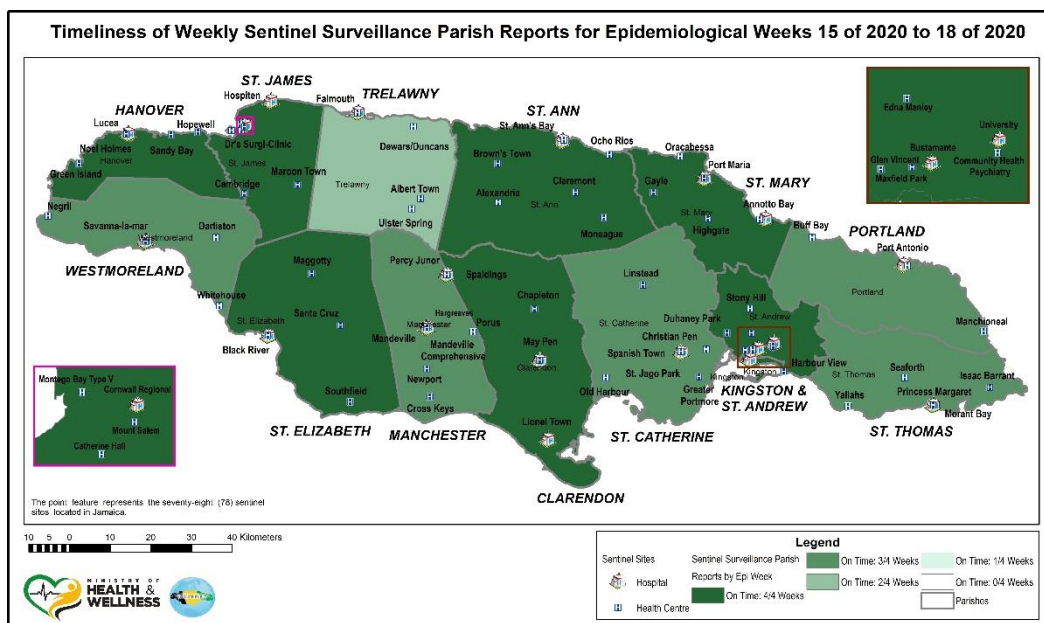 Timeliness of Weekly Sentinel Surveillance Parish Reports for Epidemiological Weeks 15 of 2020 to 18 of 2020
ST. JAMES
Hospiten
TRELAWNY
Falmouth
HANOVER
Lucea
Hopewell
Noel Holmes
Hanover
Sandy Bay
Green Island
Dr's Surgi-Clinic
St. James
Maroon Town
Cambridge
Dewars/Duncans
Trelawny
Albert Town
Ulster Spring
ST. ANN
St. Ann's Bay
Ocho Rios
Brown's Town
Alexandria
Claremont
St. Ann
Moneague
Oracabessa
Port Maria
Gayle
ST. MARY
Annotto Bay
St. Mary
Highgate
Buff Bay
PORTLAND
Port Antonio
Portland
Manchioneal
Edna Manley
University
Bustamante
Glen Vincent
Community Health
Psychiatry
Maxfield Park
Negril
Savanna-la-mar
Westmoreland
Darliston
WESTMORELAND
Whitehouse
Maggotty
Santa Cruz
St. Elizabeth
Black River
Southfield
ST. ELIZABETH
Percy Junor
Spaldings
Hargreaves
Manchester
Porus
Mandeville
Mandeville
Comprehensive
Newport
Cross Keys
MANCHESTER
Chapleton
May Pen
Clarendon
Lionel Town
CLARENDON
Linstead
St. Catherine
Duhaney Park
Christian Pen
Spanish Town
St. Jago Park
Old Harbour
Greater
Portmore
ST. CATHERINE
Stony Hill
St. Andrew
Harbour View
Kingston
Kingston
KINGSTON &
ST. ANDREW
Seaforth
St. Thomas
Isaac Barrant
Yallahs
Princess Margaret
Morant Bay
ST. THOMAS
Montego Bay Type V
Cornwall Regional
Mount Salem
Catherine Hall
The point feature represents the seventy-eight (78) sentinel
sites located in Jamaica.
10 5 0 10 20 30 40 Kilometers
MINISTRY OF
HEALTH &
WELLNESS
Legend
Sentinel Sites
Hospital
Health Centre
Sentinel Surveillance Parish
Reports by Epi Week
On Time: 4/4 Weeks
On Time: 3/4 Weeks
On Time: 2/4 Weeks
On Time: 1/4 Weeks
On Time: 0/4 Weeks
Parishes